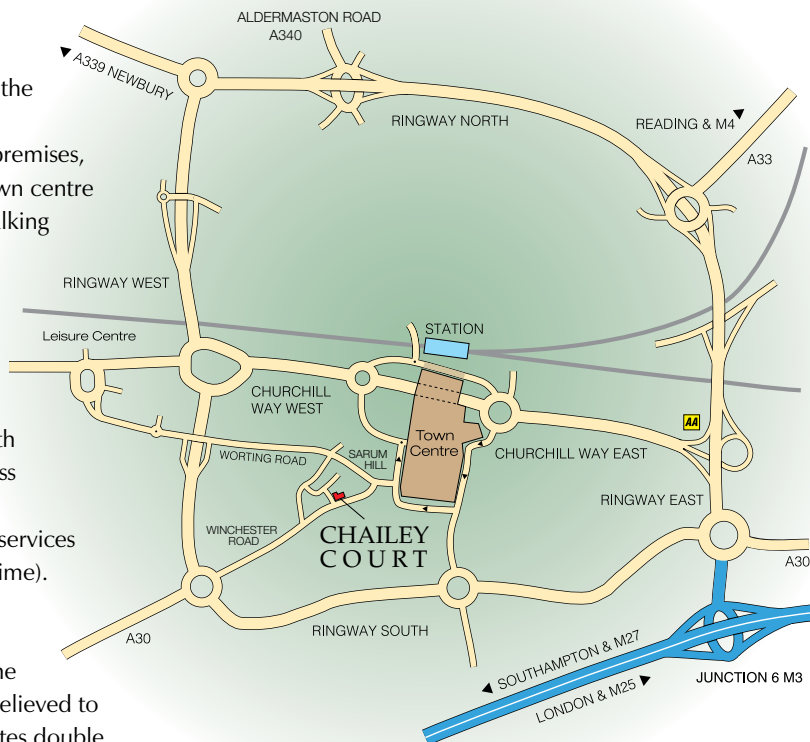 the
premises,
wn centre
alking
th
ss
services
ime).
ne
elieved to
tes double
ALDERMASTON ROAD
A340
A339 NEWBURY
RINGWAY NORTH
READING & M4
A33
RINGWAY WEST
STATION
Leisure Centre
CHURCHILL
WAY WEST
Town
Centre
AA
WORTING ROAD
SARUM
HILL
CHURCHILL WAY EAST
RINGWAY EAST
WINCHESTER
ROAD
CHAILEY
COURT
A30
A30
RINGWAY SOUTH
SOUTHAMPTON & M27
LONDON & M25
JUNCTION 6 M3